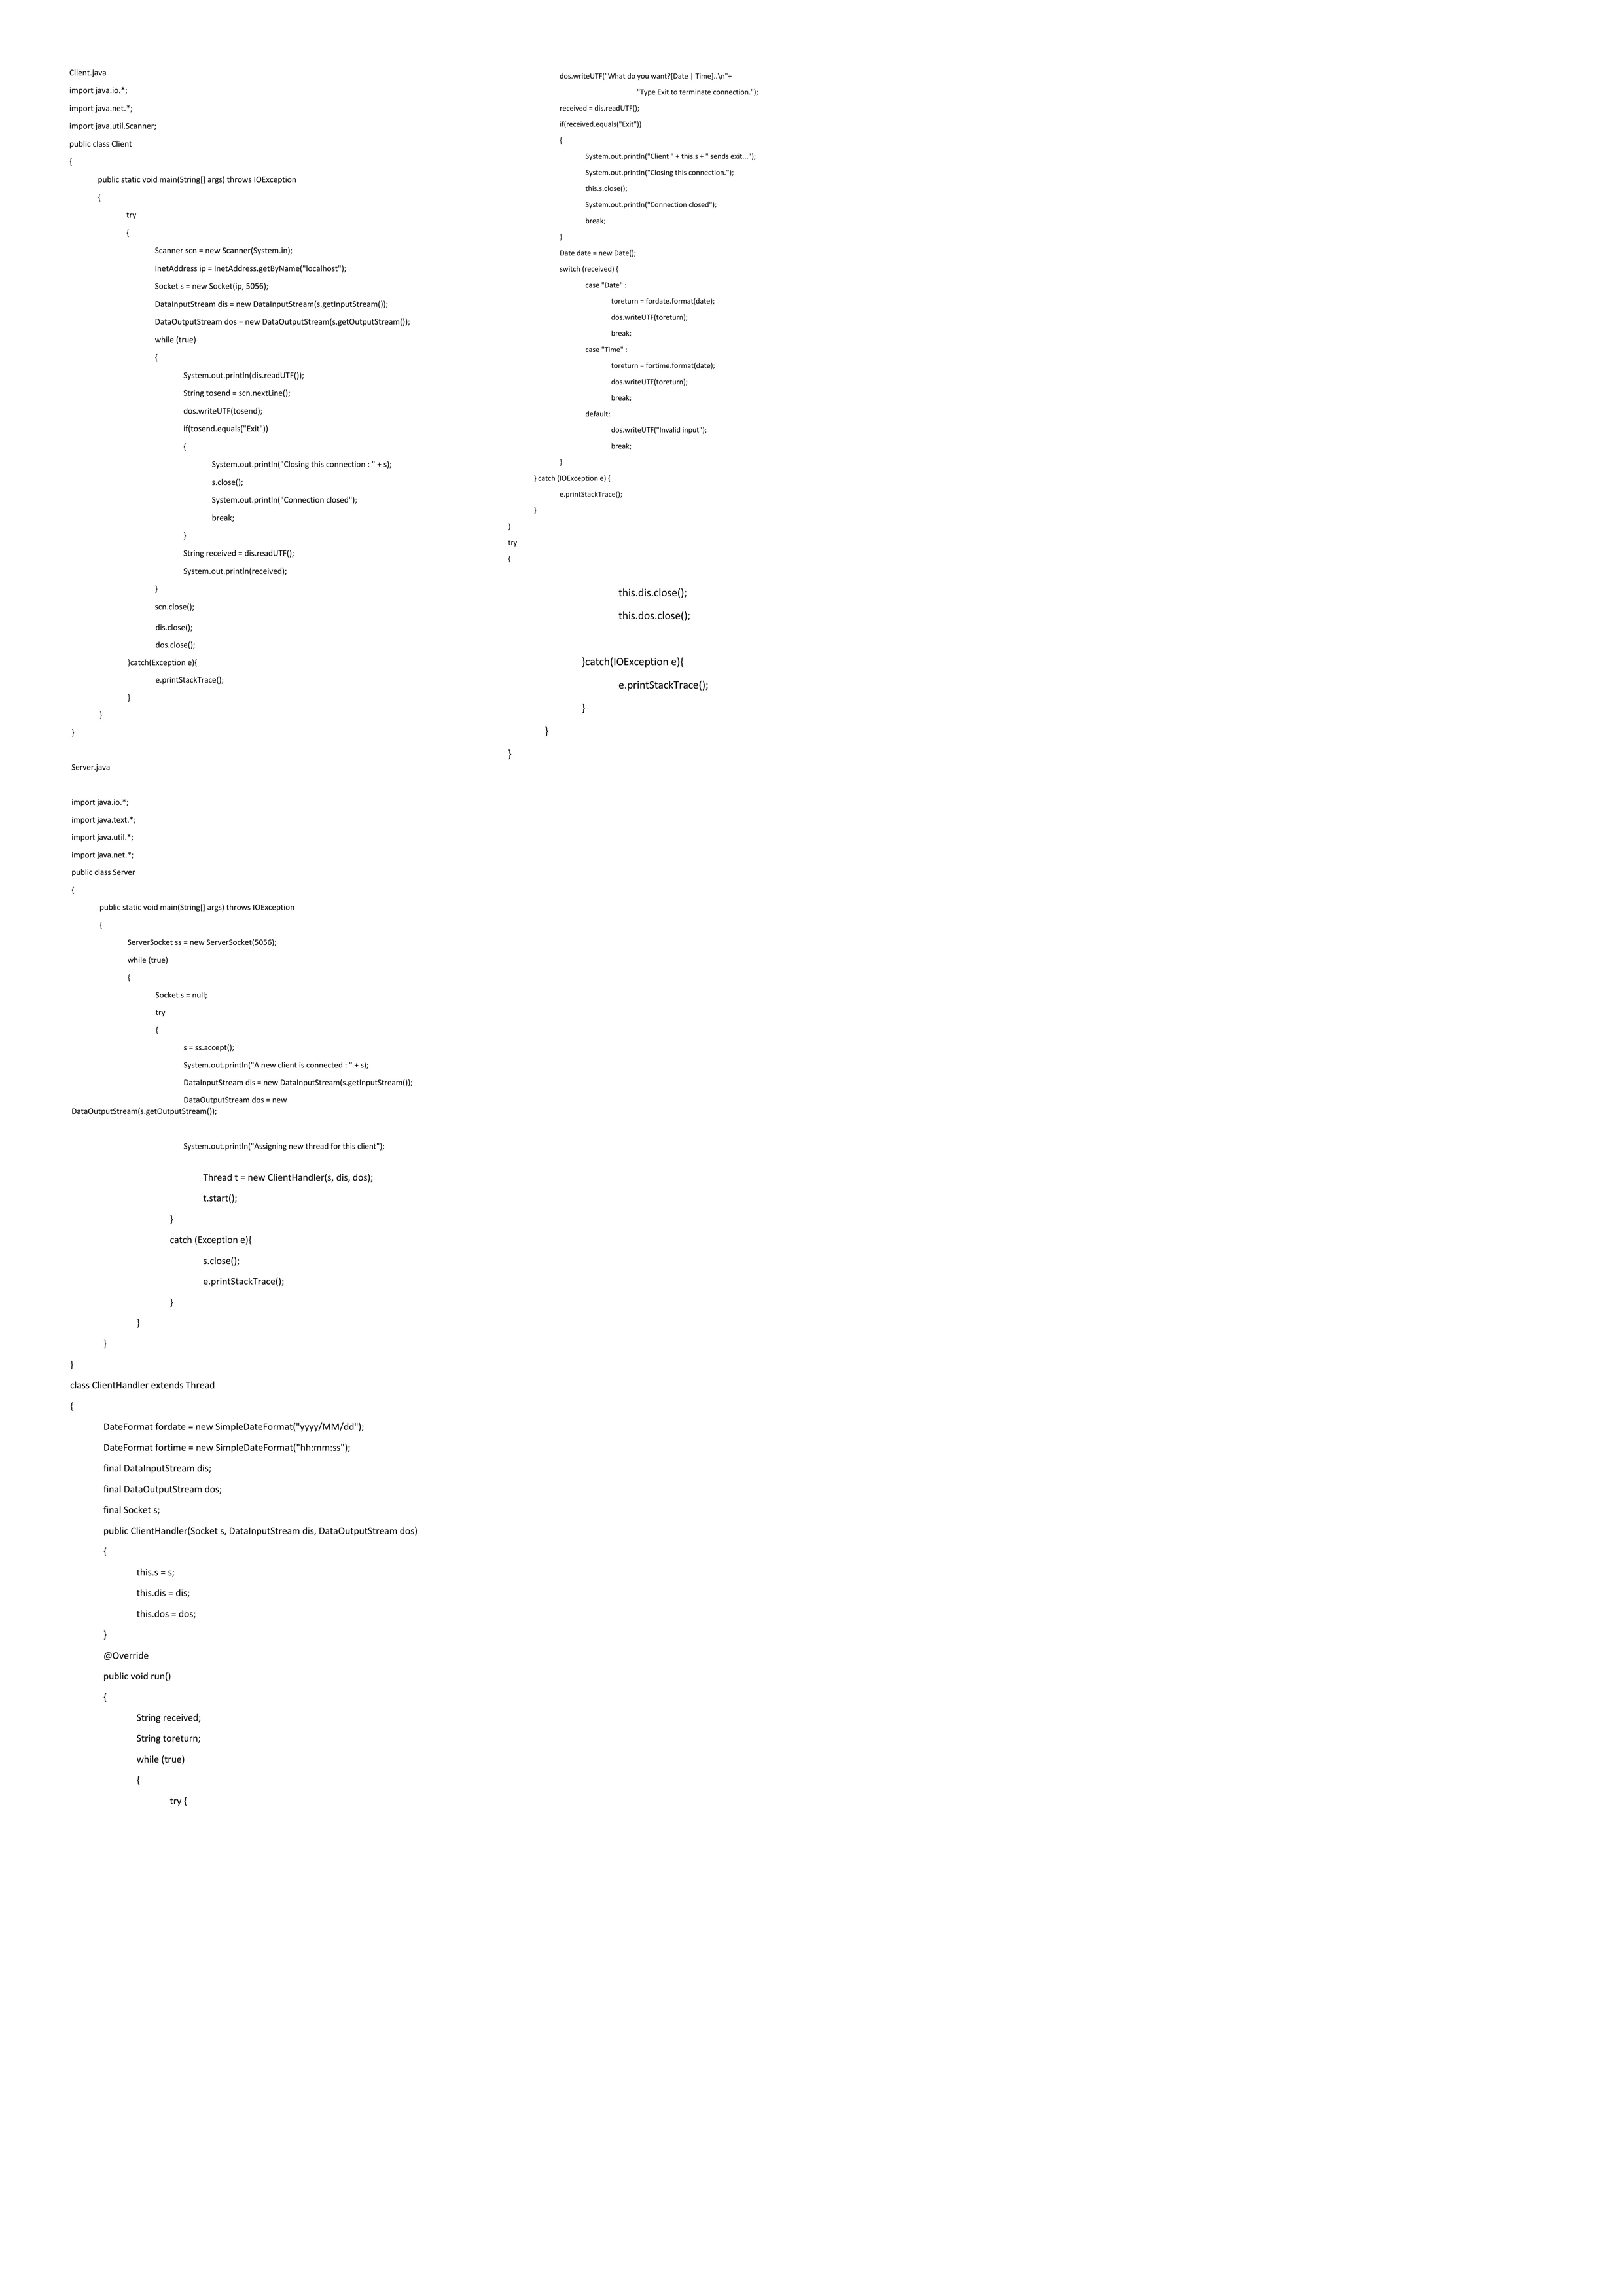 Client.java
import java.io.*;
import java.net.*;
import java.util.Scanner;
public class Client
{
public static void main(String[] args) throws IOException
{
try
{
Scanner scn = new Scanner(System.in);
InetAddress ip = InetAddress.getByName("localhost");
Socket s = new Socket(ip, 5056);
DataInputStream dis = new DataInputStream(s.getInputStream());
DataOutputStream dos = new DataOutputStream(s.getOutputStream());
while (true)
{
System.out.println(dis.readUTF());
String tosend = scn.nextLine();
dos.writeUTF(tosend);
if(tosend.equals("Exit"))
{
System.out.println("Closing this connection : " + s);
s.close();
System.out.println("Connection closed");
break;
}
String received = dis.readUTF();
System.out.println(received);
}
scn.close();
dis.close();
dos.close();
}catch(Exception e){
e.printStackTrace();
}
}
}
Server.java
import java.io.*;
import java.text.*;
import java.util.*;
import java.net.*;
public class Server
{
public static void main(String[] args) throws IOException
{
ServerSocket ss = new ServerSocket(5056);
while (true)
{
Socket s = null;
try
{
s = ss.accept();
System.out.println("A new client is connected : " + s);
DataInputStream dis = new DataInputStream(s.getInputStream());
DataOutputStream dos = new
DataOutputStream(s.getOutputStream());
System.out.println("Assigning new thread for this client");
Thread t = new ClientHandler(s, dis, dos);
t.start();
}
catch (Exception e){
s.close();
e.printStackTrace();
}
}
}
}
class ClientHandler extends Thread
{
DateFormat fordate = new SimpleDateFormat("yyyy/MM/dd");
DateFormat fortime = new SimpleDateFormat("hh:mm:ss");
final DataInputStream dis;
final DataOutputStream dos;
final Socket s;
public ClientHandler(Socket s, DataInputStream dis, DataOutputStream dos)
{
this.s = s;
this.dis = dis;
this.dos = dos;
}
@Override
public void run()
{
String received;
String toreturn;
while (true)
{
try {
dos.writeUTF("What do you want?[Date | Time]..\n"+
"Type Exit to terminate connection.");
received = dis.readUTF();
if(received.equals("Exit"))
{
System.out.println("Client " + this.s + " sends exit...");
System.out.println("Closing this connection.");
this.s.close();
System.out.println("Connection closed");
break;
}
Date date = new Date();
switch (received) {
case "Date" :
toreturn = fordate.format(date);
dos.writeUTF(toreturn);
break;
case "Time" :
toreturn = fortime.format(date);
dos.writeUTF(toreturn);
break;
default:
dos.writeUTF("Invalid input");
break;
}
} catch (IOException e) {
e.printStackTrace();
}
}
try
{
this.dis.close();
this.dos.close();
}catch(IOException e){
e.printStackTrace();
}
}
}